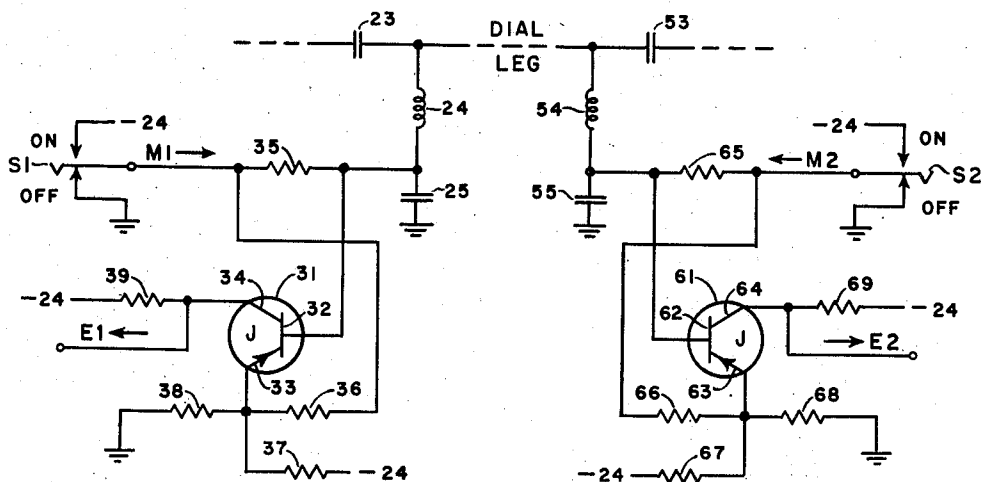 23 DIAL 53
LEG
24 54
-24 -24
ON 35 65 ON
S1 M1 M2 S2
OFF 25 55 OFF
39 34 31 61 64 69
-24 32 62 -24
E1 J J E2
38 33 36 66 63 68
37 -24 -24 67